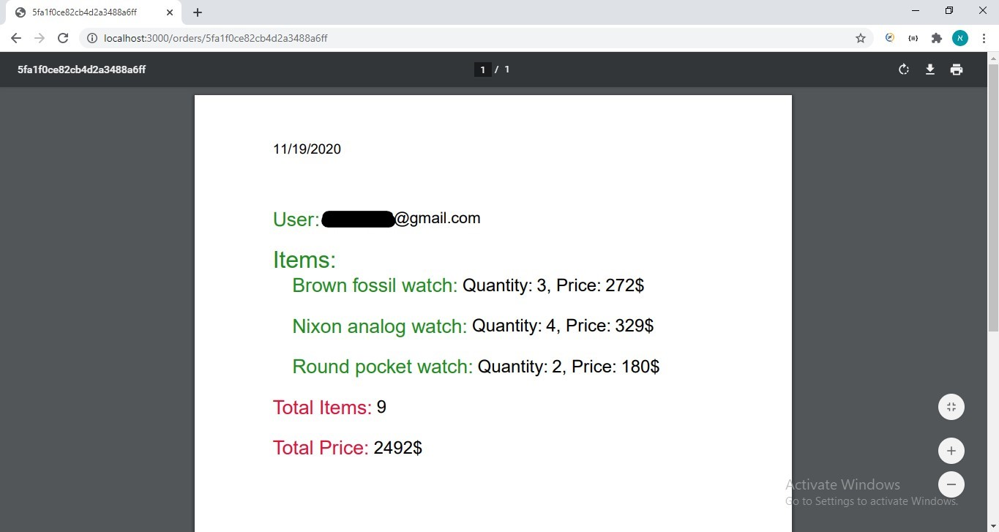 5fa1f0ce82cb4d2a3488a6ff
localhost:3000/orders/5fa1f0ce82cb4d2a3488a6ff
5fa1f0ce82cb4d2a3488a6ff
1 / 1
11/19/2020
User: @gmail.com
Items:
Brown fossil watch: Quantity: 3, Price: 272$
Nixon analog watch: Quantity: 4, Price: 329$
Round pocket watch: Quantity: 2, Price: 180$
Total Items: 9
Total Price: 2492$
Activate Windows
Go to Settings to activate Windows.